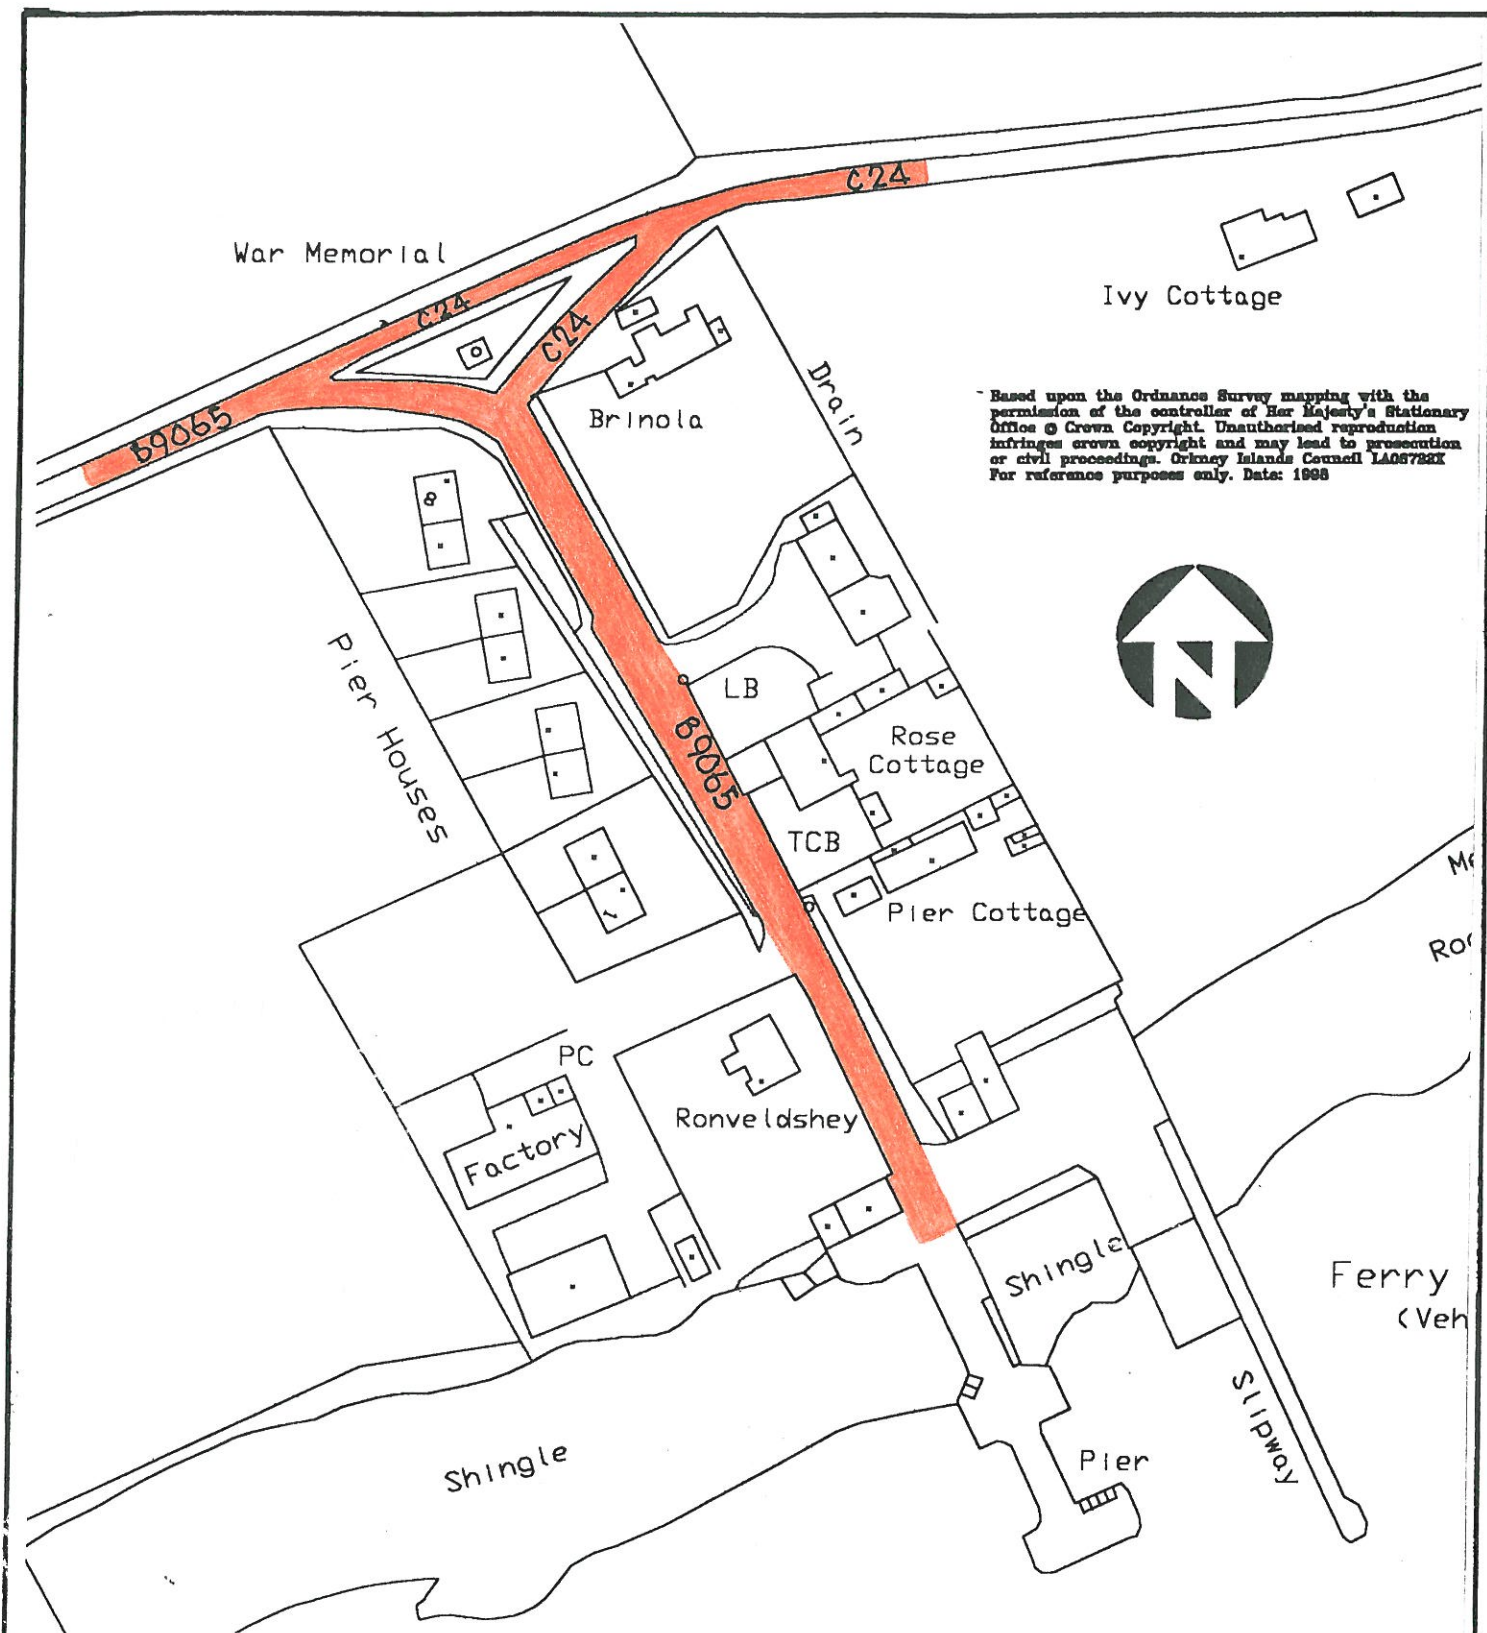 C24
War Memorial
Ivy Cottage
C24
C24
Drain
Based upon the Ordnance Survey mapping with the
permission of the controller of Her Majesty's Stationary
Office © Crown Copyright. Unauthorised reproduction
infringes crown copyright and may lead to prosecution
or civil proceedings. Orkney Islands Council
For reference purposes only. Date: 1998
B9065
Brinola
8
N
Pier Houses
LB
Rose
Cottage
B9065
TCB
1
Pier Cottage
PC
Ronveldshey
Factory
Shingle
Ferry
(Veh
Slipway
Shingle
Pier